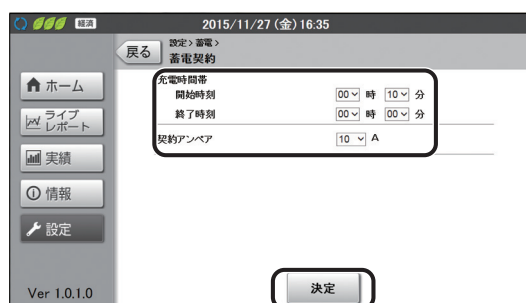 経済 2015/11/27 (金) 16:35
戻る 設定> 蓄電>
蓄電契約
ホーム
ライブ
レポート
実績
情報
設定
Ver 1.0.1.0
充電時間帯
開始時刻 00 時 10 分
終了時刻 00 時 00 分
契約アンペア 10 A
決定